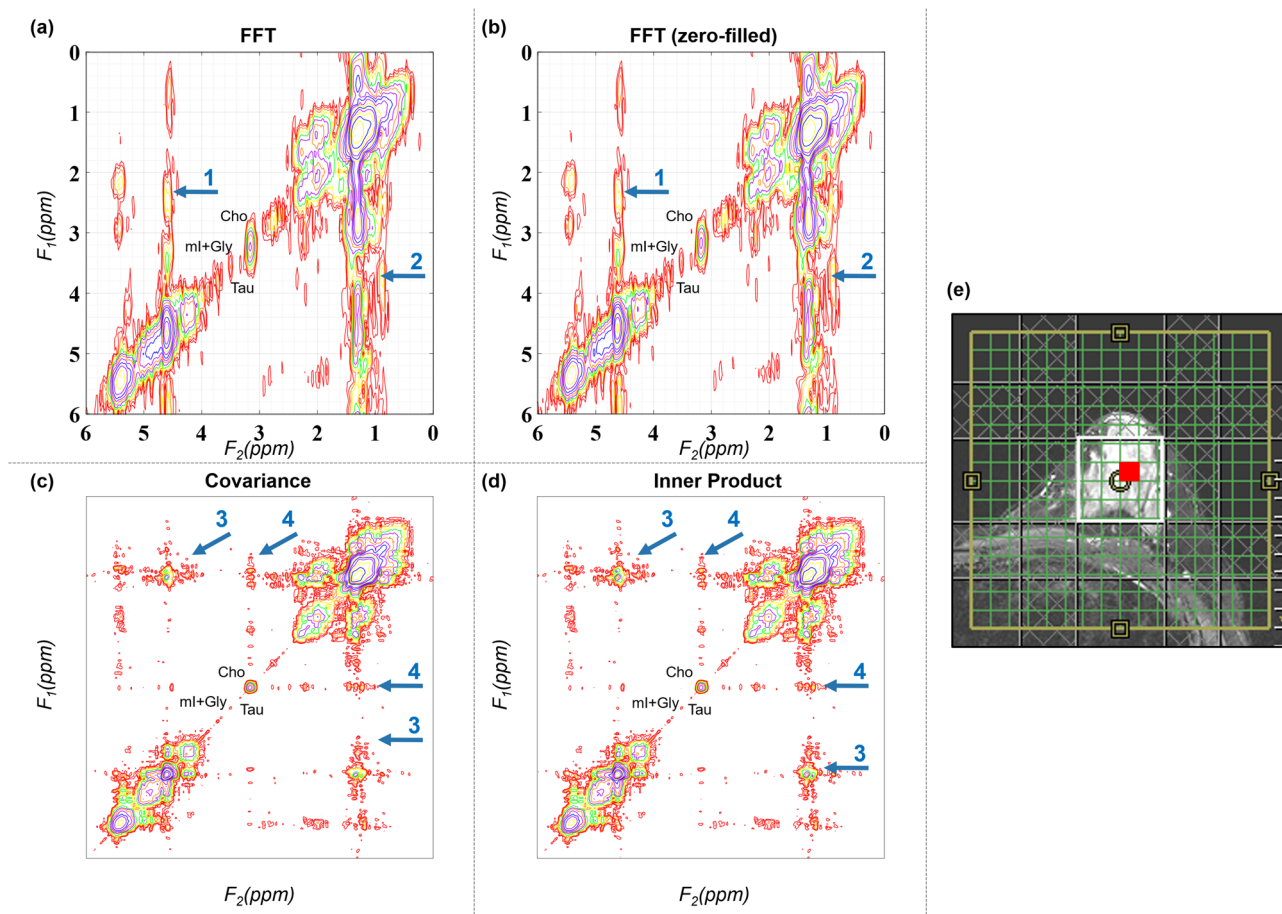 (a)
FFT
0
1
2
3
4
5
6
F1(ppm)
6
5
4
3
2
1
0
F2(ppm)
1
2
Cho
mI+Gly
Tau
(b)
FFT (zero-filled)
0
1
2
3
4
5
6
F1(ppm)
6
5
4
3
2
1
0
F2(ppm)
1
2
Cho
mI+Gly
Tau
(c)
Covariance
3
4
Cho
4
mI+Gly
Tau
3
F1(ppm)
F2(ppm)
(d)
Inner Product
3
4
Cho
4
mI+Gly
Tau
3
F1(ppm)
F2(ppm)
(e)